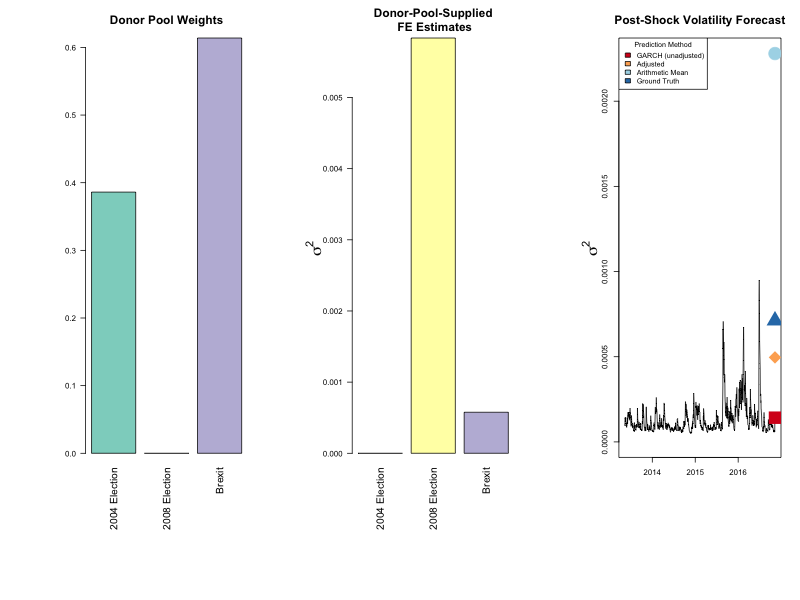 Donor Pool Weights
0.6
0.5
0.4
0.3
0.2
0.1
0.0
2004 Election
2008 Election
Brexit
Donor-Pool-Supplied
FE Estimates
σ²
0.005
0.004
0.003
0.002
0.001
0.000
2004 Election
2008 Election
Brexit
Post-Shock Volatility Forecast
Prediction Method
GARCH (unadjusted)
Adjusted
Arithmetic Mean
Ground Truth
σ²
0.0020
0.0015
0.0010
0.0005
0.0000
2014
2015
2016